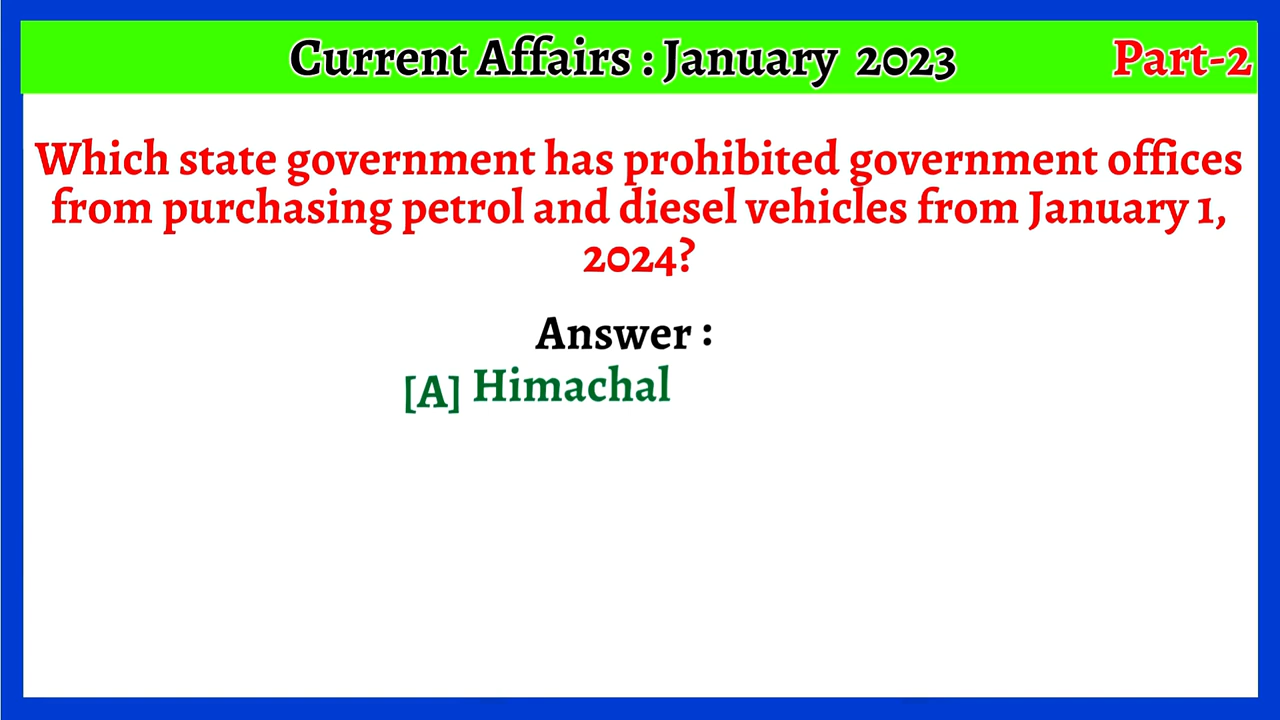 Current Affairs : January 2023 Part-2
Which state government has prohibited government offices
from purchasing petrol and diesel vehicles from January 1,
2024?
Answer :
[A] Himachal